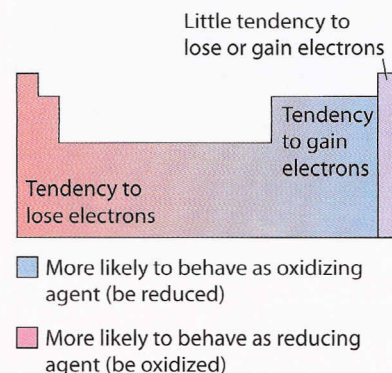 Little tendency to
lose or gain electrons
Tendency
to gain
electrons
Tendency to
lose electrons
More likely to behave as oxidizing
agent (be reduced)
More likely to behave as reducing
agent (be oxidized)